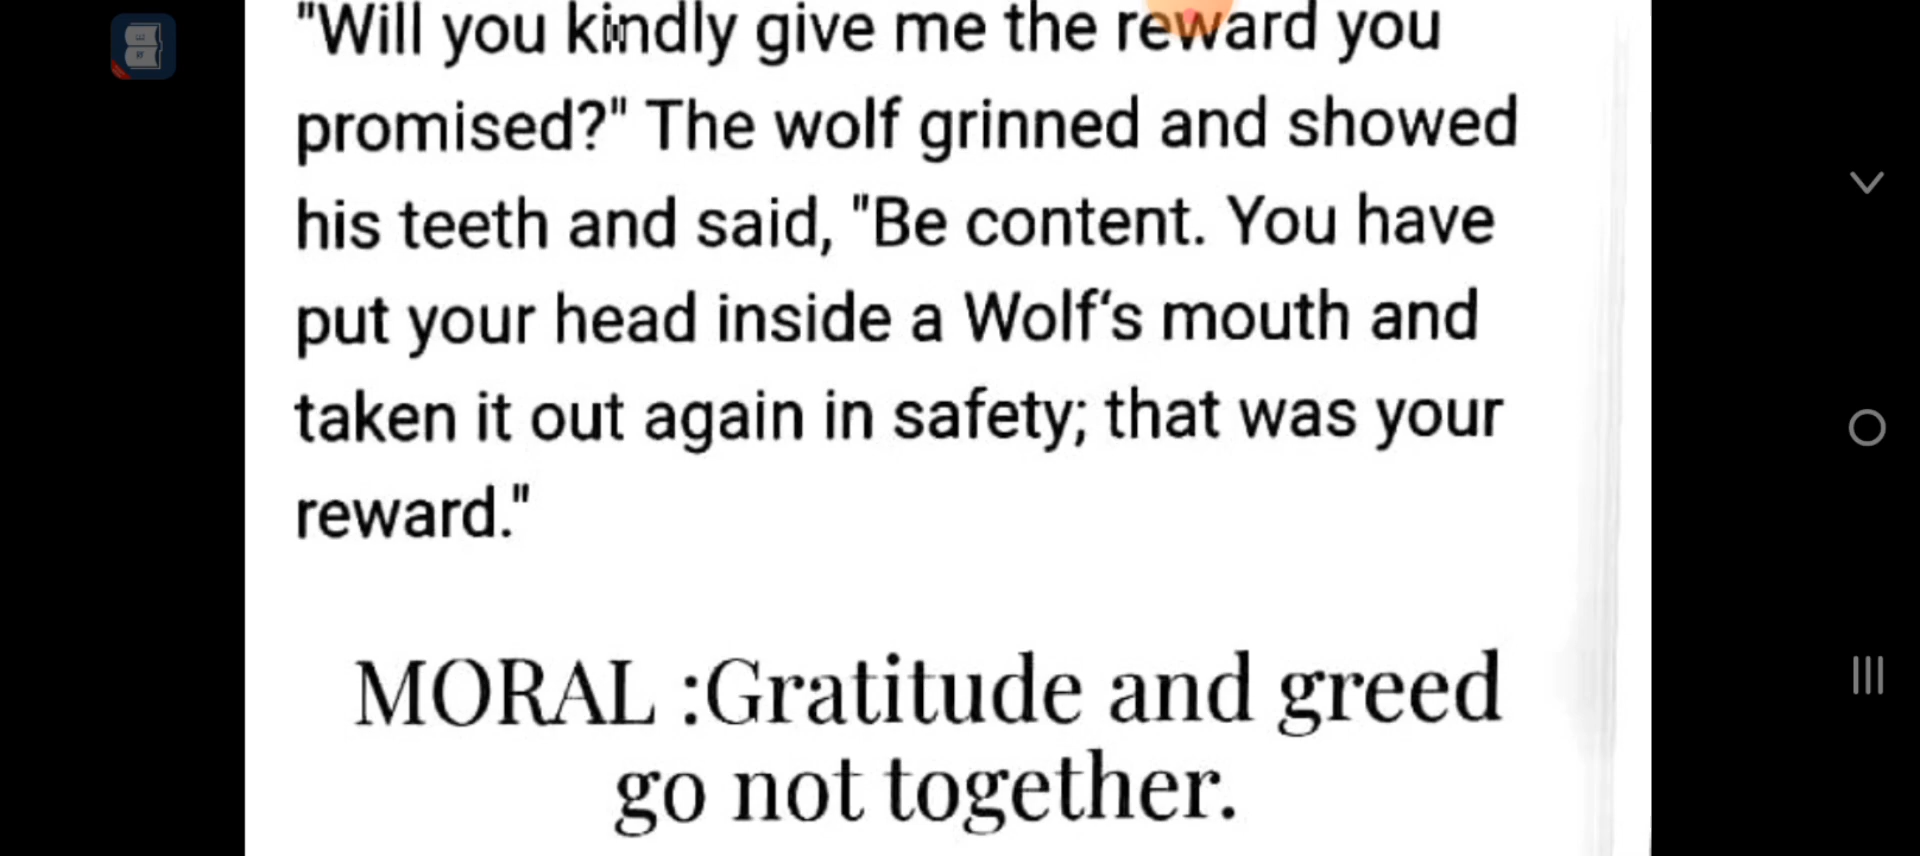 "Will you kindly give me the reward you
promised?" The wolf grinned and showed
his teeth and said, "Be content. You have
put your head inside a Wolf‘s mouth and
taken it out again in safety; that was your
reward."
MORAL :Gratitude and greed
go not together.